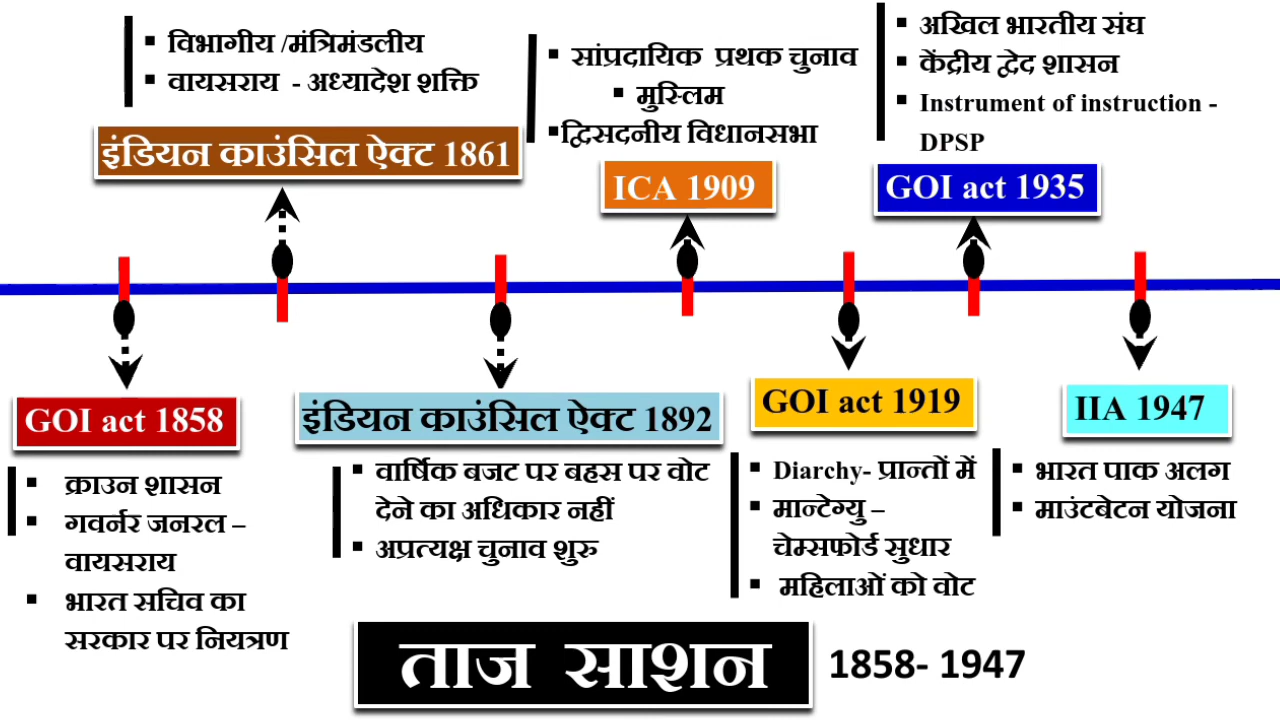 ▪ विभागीय /मंत्रिमंडलीय
▪ वायसराय - अध्यादेश शक्ति
इंडियन काउंसिल ऐक्ट 1861
▪ सांप्रदायिक प्रथक चुनाव
▪ मुस्लिम
▪द्विसदनीय विधानसभा
ICA 1909
▪ अखिल भारतीय संघ
▪ केंद्रीय द्वेद शासन
▪ Instrument of instruction -
DPSP
GOI act 1935
GOI act 1858
▪ क्राउन शासन
▪ गवर्नर जनरल –
वायसराय
▪ भारत सचिव का
सरकार पर नियत्रण
इंडियन काउंसिल ऐक्ट 1892
▪ वार्षिक बजट पर बहस पर वोट
देने का अधिकार नहीं
▪ अप्रत्यक्ष चुनाव शुरु
GOI act 1919
▪ Diarchy- प्रान्तों में
▪ मान्टेग्यु –
चेम्सफोर्ड सुधार
▪ महिलाओं को वोट
IIA 1947
▪ भारत पाक अलग
▪ माउंटबेटन योजना
ताज साशन 1858- 1947